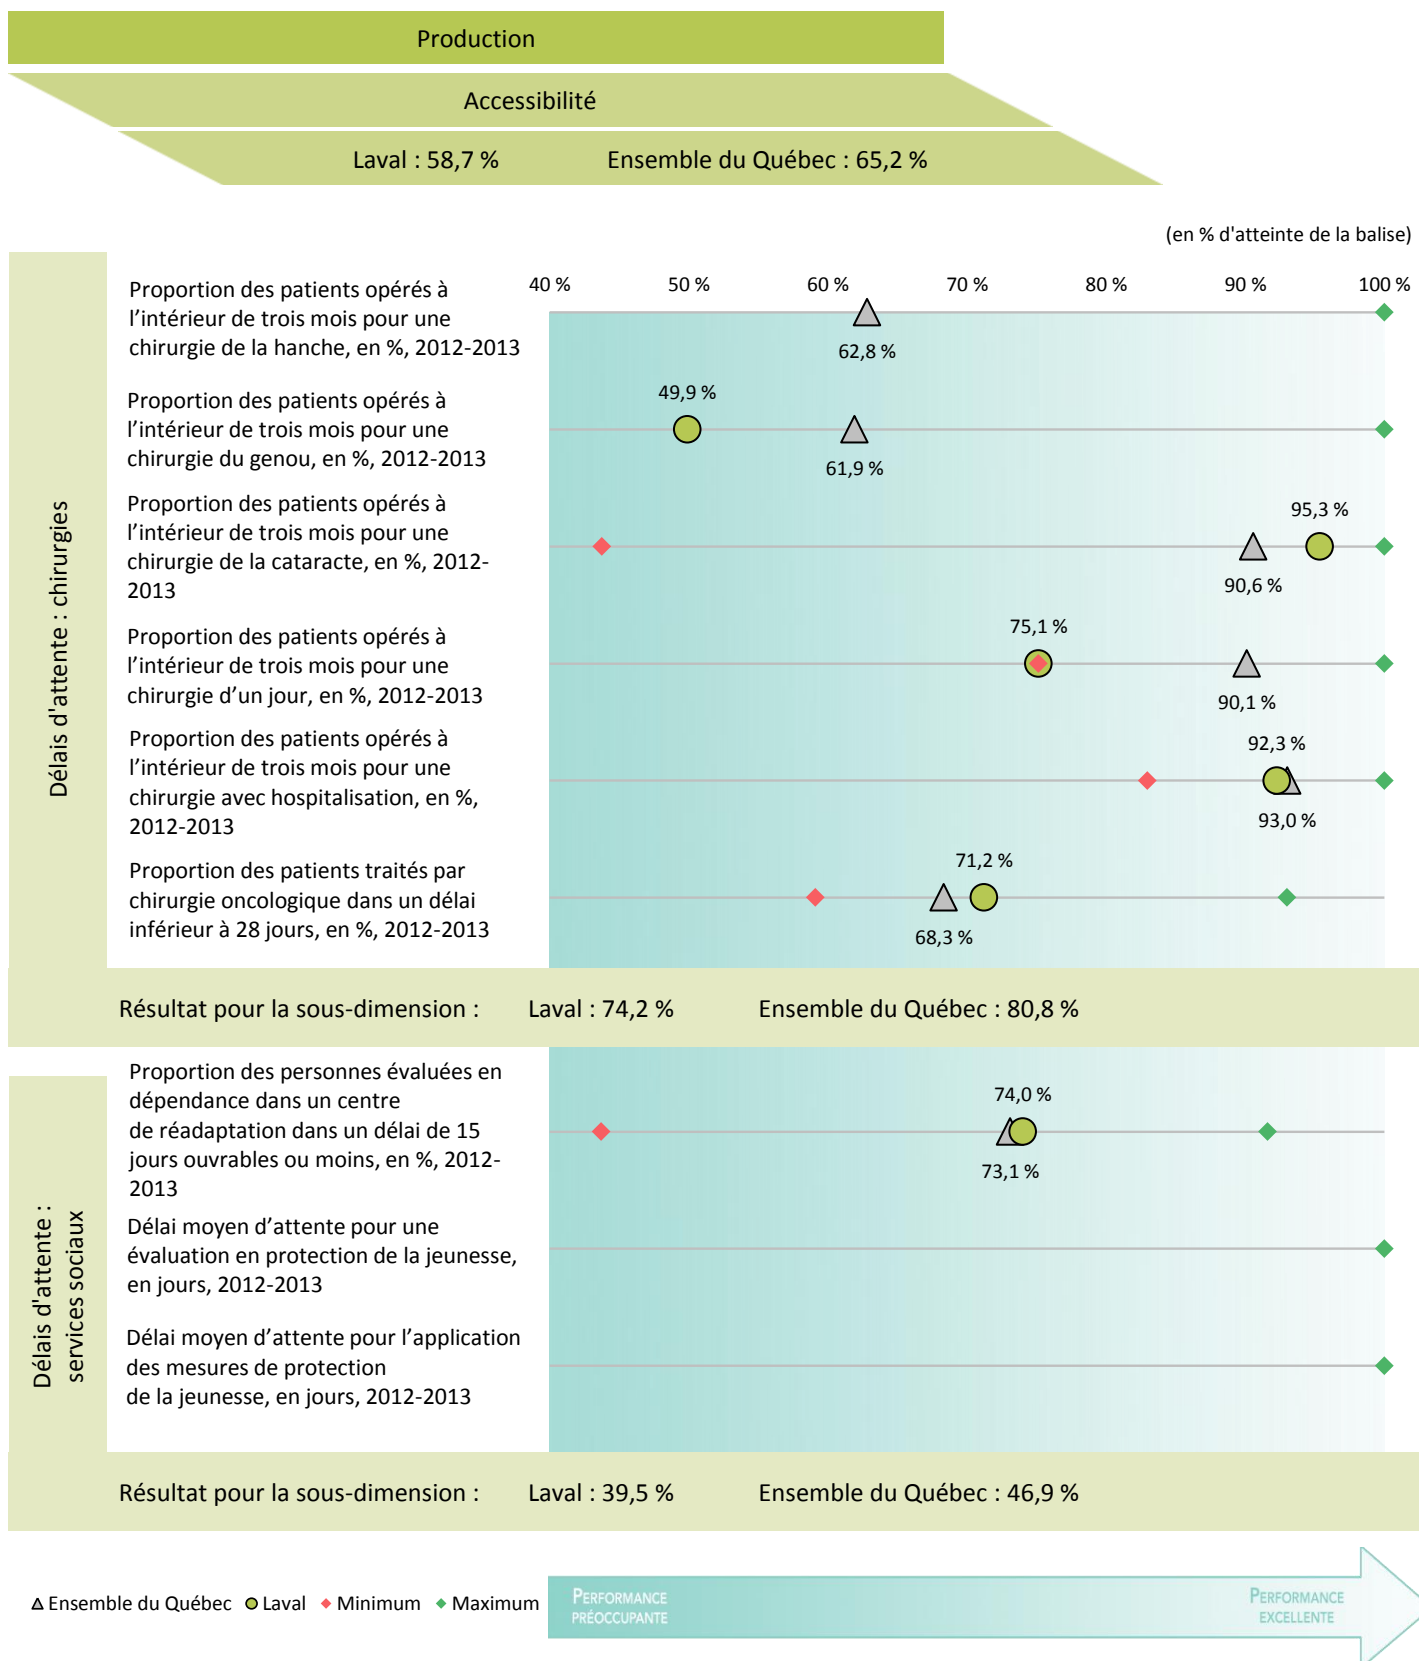 Production
Accessibilité
Laval : 58,7 % Ensemble du Québec : 65,2 %
(en % d'atteinte de la balise)
40 % 50 % 60 % 70 % 80 % 90 % 100 %
Délais d'attente : chirurgies
Proportion des patients opérés à
l’intérieur de trois mois pour une
chirurgie de la hanche, en %, 2012-2013
62,8 %
Proportion des patients opérés à
l’intérieur de trois mois pour une
chirurgie du genou, en %, 2012-2013
49,9 %
61,9 %
Proportion des patients opérés à
l’intérieur de trois mois pour une
chirurgie de la cataracte, en %, 2012-
2013
95,3 %
90,6 %
Proportion des patients opérés à
l’intérieur de trois mois pour une
chirurgie d’un jour, en %, 2012-2013
75,1 %
90,1 %
Proportion des patients opérés à
l’intérieur de trois mois pour une
chirurgie avec hospitalisation, en %,
2012-2013
92,3 %
93,0 %
Proportion des patients traités par
chirurgie oncologique dans un délai
inférieur à 28 jours, en %, 2012-2013
71,2 %
68,3 %
Résultat pour la sous-dimension : Laval : 74,2 % Ensemble du Québec : 80,8 %
Délais d'attente :
services sociaux
Proportion des personnes évaluées en
dépendance dans un centre
de réadaptation dans un délai de 15
jours ouvrables ou moins, en %, 2012-
2013
74,0 %
73,1 %
Délai moyen d’attente pour une
évaluation en protection de la jeunesse,
en jours, 2012-2013
Délai moyen d’attente pour l’application
des mesures de protection
de la jeunesse, en jours, 2012-2013
Résultat pour la sous-dimension : Laval : 39,5 % Ensemble du Québec : 46,9 %
Ensemble du Québec Laval Minimum Maximum
PERFORMANCE
PRÉOCCUPANTE
PERFORMANCE
EXCELLENTE